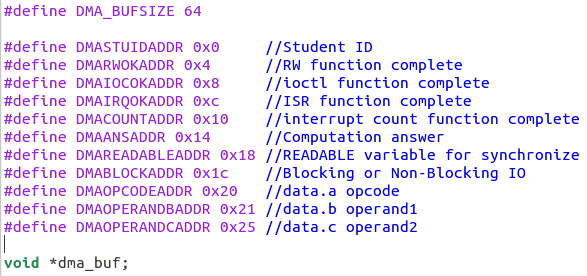 #define DMA_BUFSIZE 64
#define DMASTUIDADDR 0x0 //Student ID
#define DMARWOKADDR 0x4 //RW function complete
#define DMAIOCOKADDR 0x8 //ioctl function complete
#define DMAIRQOKADDR 0xc //ISR function complete
#define DMACOUNTADDR 0x10 //interrupt count function complete
#define DMAANSADDR 0x14 //Computation answer
#define DMAREADABLEADDR 0x18 //READABLE variable for synchronize
#define DMABLOCKADDR 0x1c //Blocking or Non-Blocking IO
#define DMAOPCODEADDR 0x20 //data.a opcode
#define DMAOPERANDBADDR 0x21 //data.b operand1
#define DMAOPERANDCADDR 0x25 //data.c operand2
void *dma_buf;